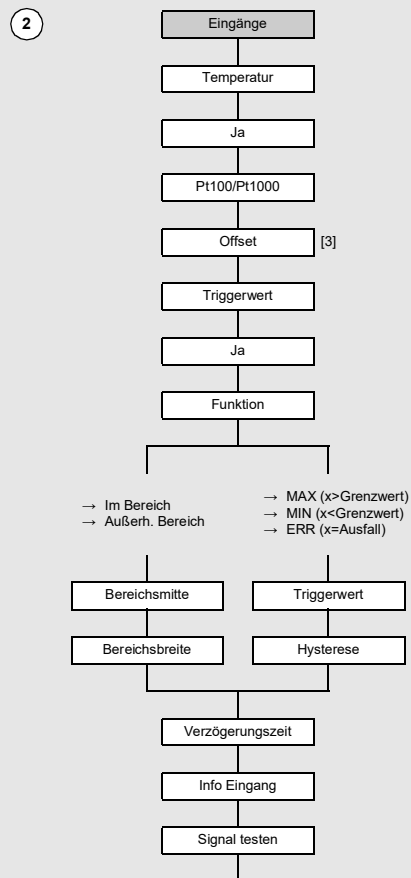 2
Eingänge
Temperatur
Ja
Pt100/Pt1000
Offset [3]
Triggerwert
Ja
Funktion
→ Im Bereich
→ Außerh. Bereich
→ MAX (x>Grenzwert)
→ MIN (x<Grenzwert)
→ ERR (x=Ausfall)
Bereichsmitte
Triggerwert
Bereichsbreite
Hysterese
Verzögerungszeit
Info Eingang
Signal testen